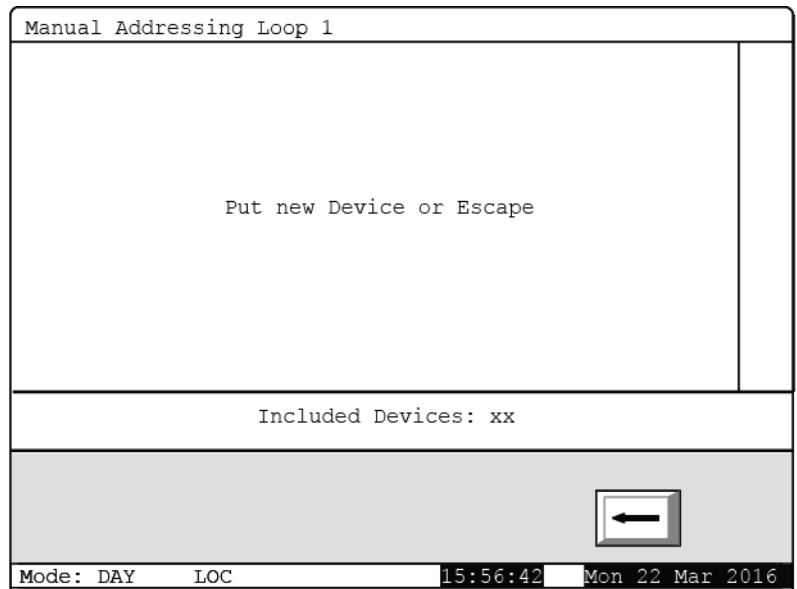 Manual Addressing Loop 1
Put new Device or Escape
Included Devices: xx
Mode: DAY LOC 15:56:42 Mon 22 Mar 2016